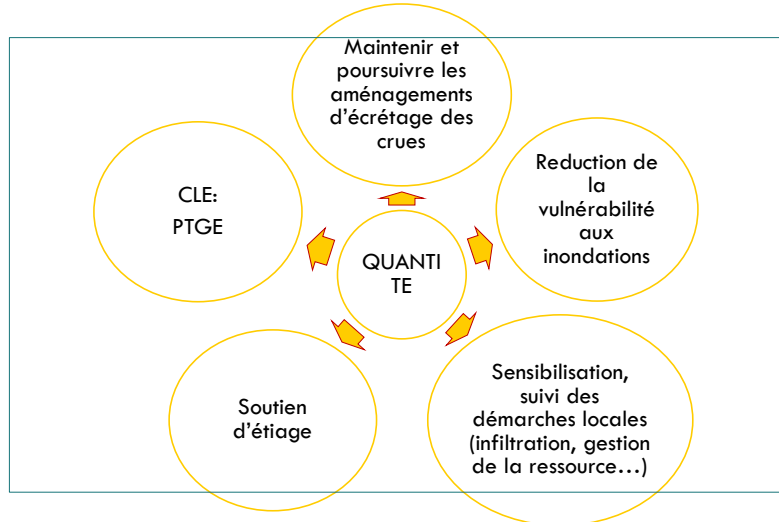 Maintenir et
poursuivre les
aménagements
d'écrétage des
crues
Reduction de
la
vulnérabilité
aux
inondations
CLE:
PTGE
QUANTI
TE
Soutien
d'étiage
Sensibilisation,
suivi des
démarches locales
(infiltration, gestion
de la ressource…)